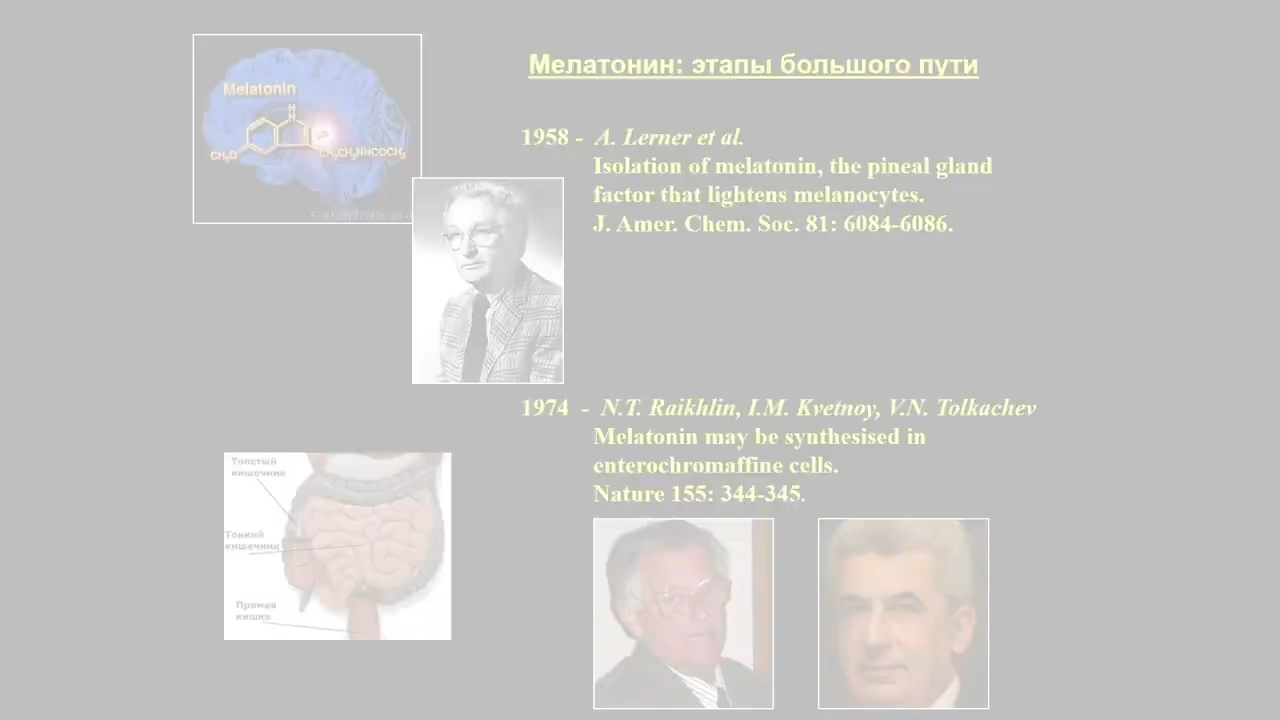 Мелатонин: этапы большого пути
Melatonin
H
N
CH₃O
CH₂CH₂NHCOCH₃
1958 - A. Lerner et al.
Isolation of melatonin, the pineal gland
factor that lightens melanocytes.
J. Amer. Chem. Soc. 81: 6084-6086.
1974 - N.T. Raikhlin, I.M. Kvetnoy, V.N. Tolkachev
Melatonin may be synthesised in
enterochromaffine cells.
Nature 155: 344-345.
Толстый
кишечник
Тонкий
кишечник
Прямая
кишка